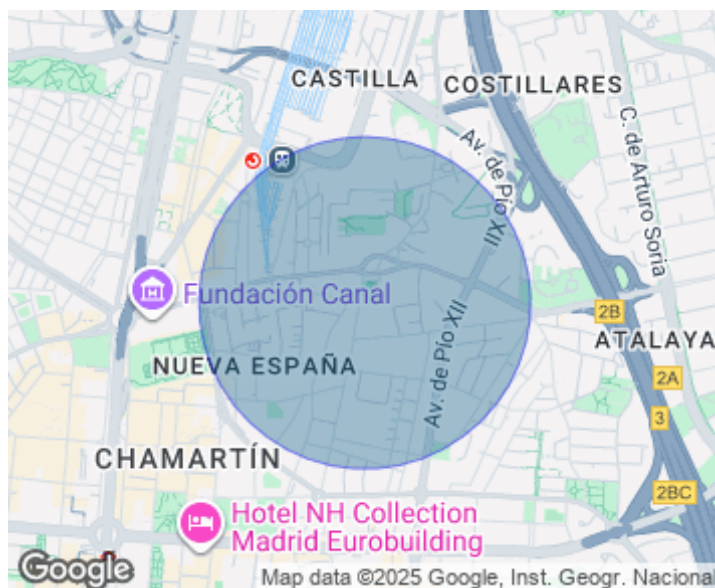 CASTILLA
COSTILLARES
Av. de Pío XII
C. de Arturo Soria
Fundación Canal
2B
ATALAYA
NUEVA ESPAÑA
Av. de Pío XII
2A
3
CHAMARTÍN
2BC
Hotel NH Collection
Madrid Eurobuilding
Google
Map data ©2025 Google, Inst. Geogr. Nacional